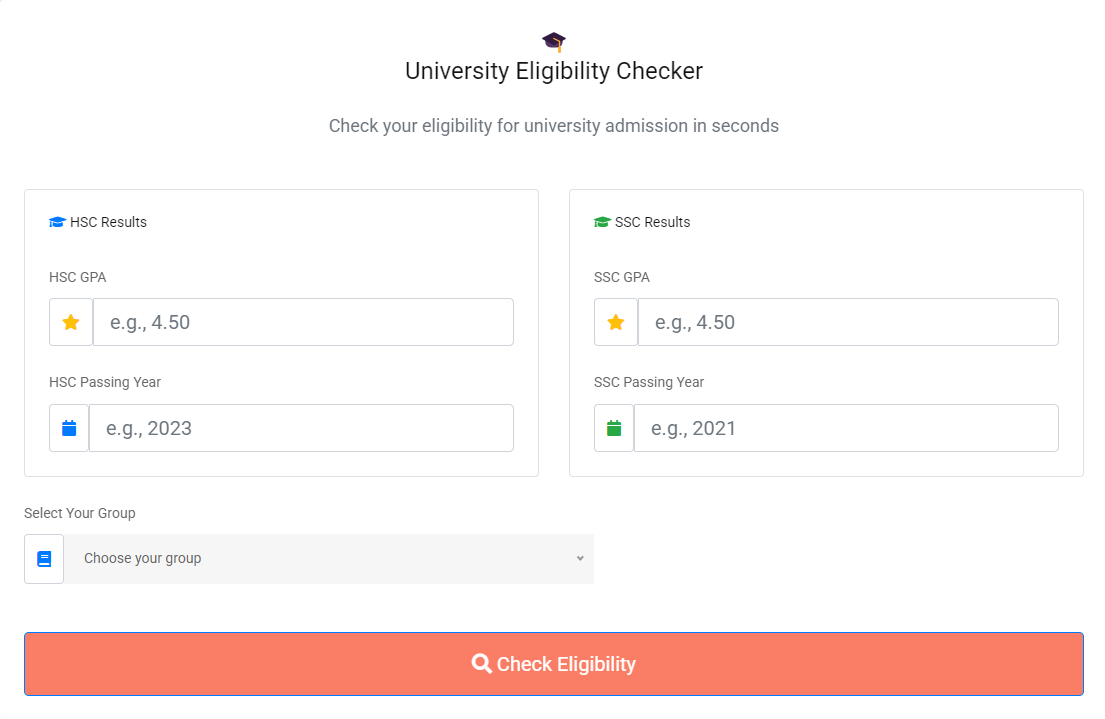 University Eligibility Checker
Check your eligibility for university admission in seconds
HSC Results
HSC GPA
e.g., 4.50
HSC Passing Year
e.g., 2023
SSC Results
SSC GPA
e.g., 4.50
SSC Passing Year
e.g., 2021
Select Your Group
Choose your group
Check Eligibility